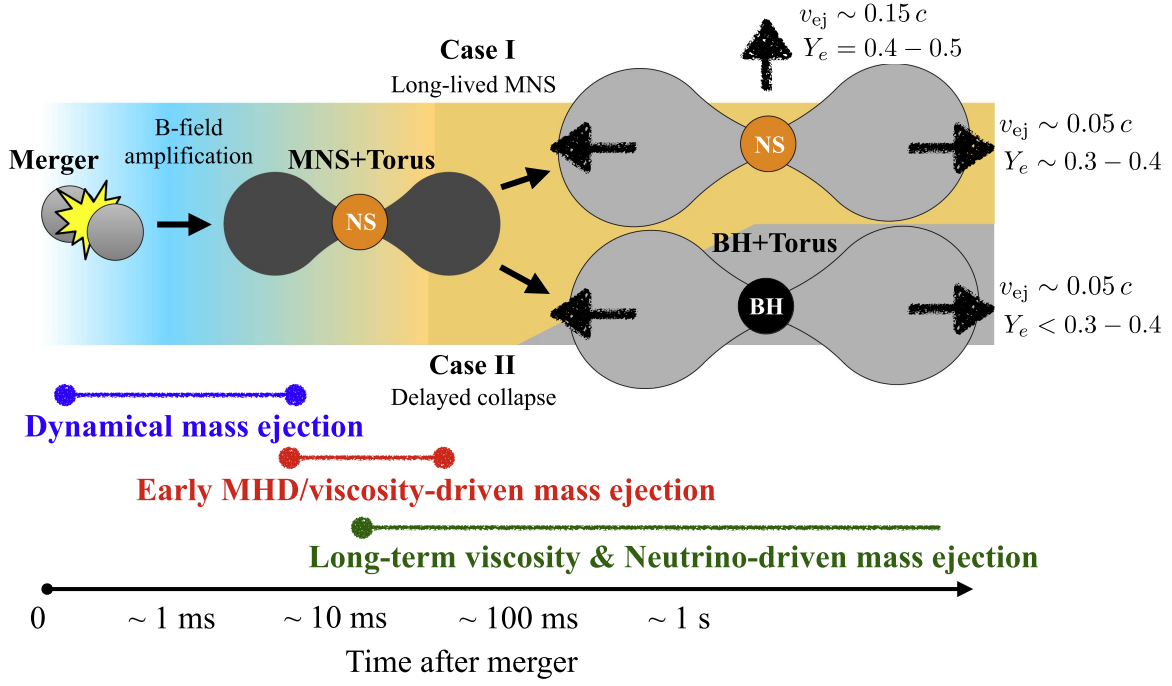 Case I
Long-lived MNS
v_ej ∼ 0.15 c
Y_e = 0.4 − 0.5
Merger
B-field
amplification
MNS+Torus
NS
NS
v_ej ∼ 0.05 c
Y_e ∼ 0.3 − 0.4
BH+Torus
BH
v_ej ∼ 0.05 c
Y_e < 0.3 − 0.4
Case II
Delayed collapse
Dynamical mass ejection
Early MHD/viscosity-driven mass ejection
Long-term viscosity & Neutrino-driven mass ejection
0 ~ 1 ms ~ 10 ms ~ 100 ms ~ 1 s
Time after merger